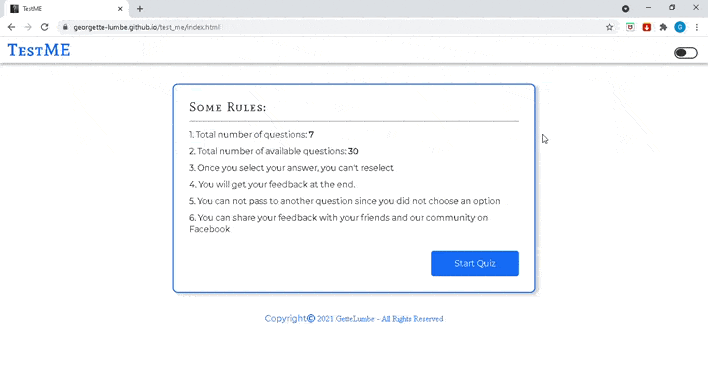 TestME
georgette-lumbe.github.io/test_me/index.html
G
TestME
Some Rules:
1. Total number of questions: 7
2. Total number of available questions: 30
3. Once you select your answer, you can't reselect
4. You will get your feedback at the end.
5. You can not pass to another question since you did not choose an option
6. You can share your feedback with your friends and our community on
Facebook
Start Quiz
Copyright© 2021 GetteLumbe - All Rights Reserved